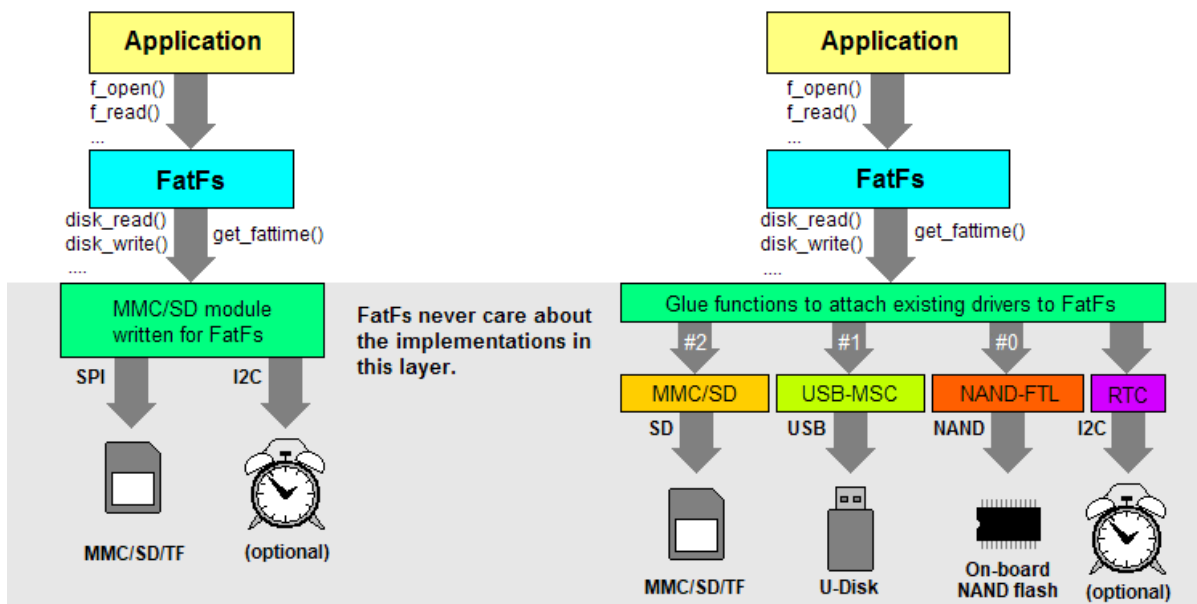 Application
f_open()
f_read()
...
FatFs
disk_read()
disk_write()
....
get_fattime()
MMC/SD module
written for FatFs
SPI
I2C
MMC/SD/TF
(optional)
FatFs never care about
the implementations in
this layer.
Application
f_open()
f_read()
...
FatFs
disk_read()
disk_write()
....
get_fattime()
Glue functions to attach existing drivers to FatFs
#2
#1
#0
MMC/SD
USB-MSC
NAND-FTL
RTC
SD
USB
NAND
I2C
MMC/SD/TF
U-Disk
On-board
NAND flash
(optional)